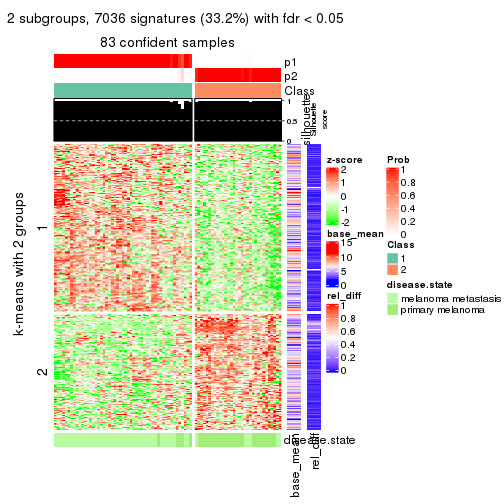 2 subgroups, 7036 signatures (33.2%) with fdr < 0.05
83 confident samples
p1
p2
Class
silhouette
1
0.5
0
Silhouette
score
k-means with 2 groups
1
2
disease.state
base_mean
rel_diff
z-score
2
1
0
-1
-2
base_mean
15
10
5
0
rel_diff
1
0.8
0.6
0.4
0.2
0
Prob
1
0.8
0.6
0.4
0.2
0
Class
1
2
disease.state
melanoma metastasis
primary melanoma